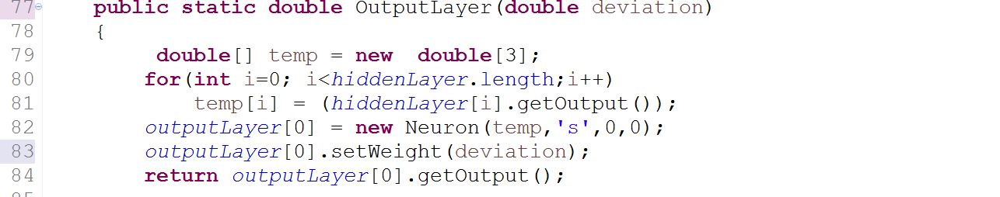 77 public static double OutputLayer(double deviation)
78 {
79 double[] temp = new  double[3];
80 for(int i=0; i<hiddenLayer.length;i++)
81 temp[i] = (hiddenLayer[i].getOutput());
82 outputLayer[0] = new Neuron(temp,'s',0,0);
83 outputLayer[0].setWeight(deviation);
84 return outputLayer[0].getOutput();